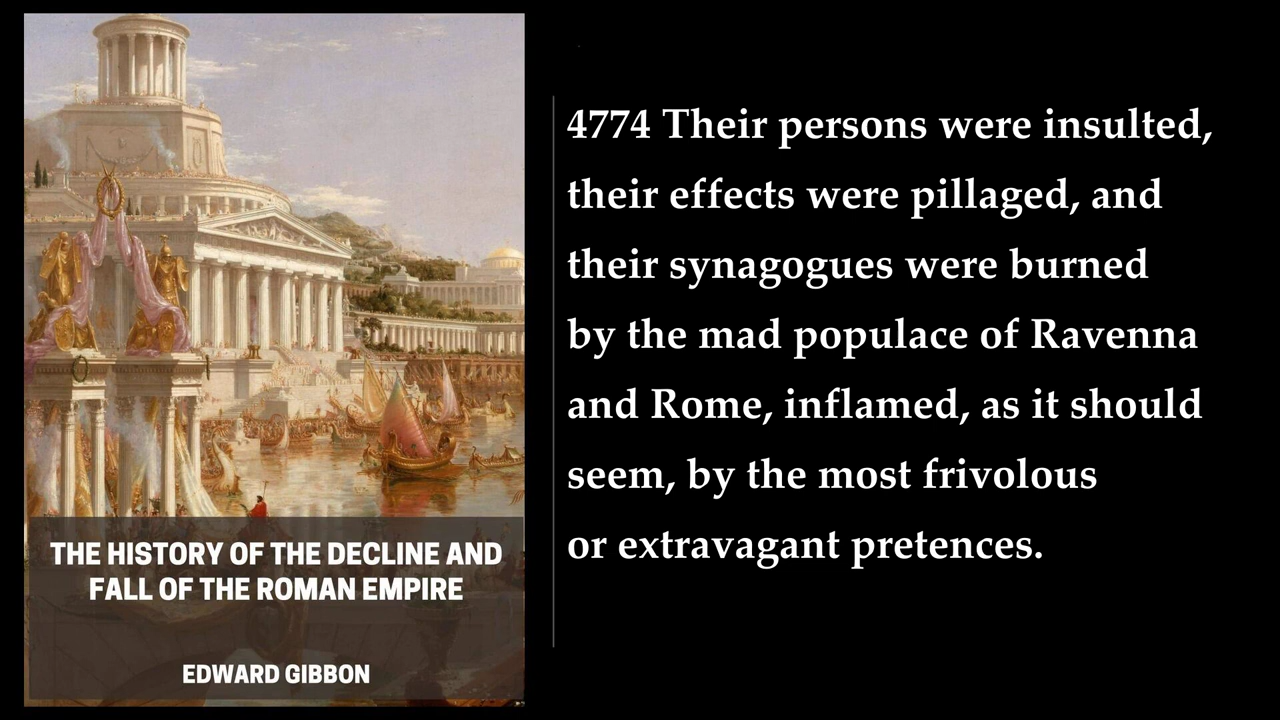 THE HISTORY OF THE DECLINE AND
FALL OF THE ROMAN EMPIRE
EDWARD GIBBON
4774 Their persons were insulted,
their effects were pillaged, and
their synagogues were burned
by the mad populace of Ravenna
and Rome, inflamed, as it should
seem, by the most frivolous
or extravagant pretences.